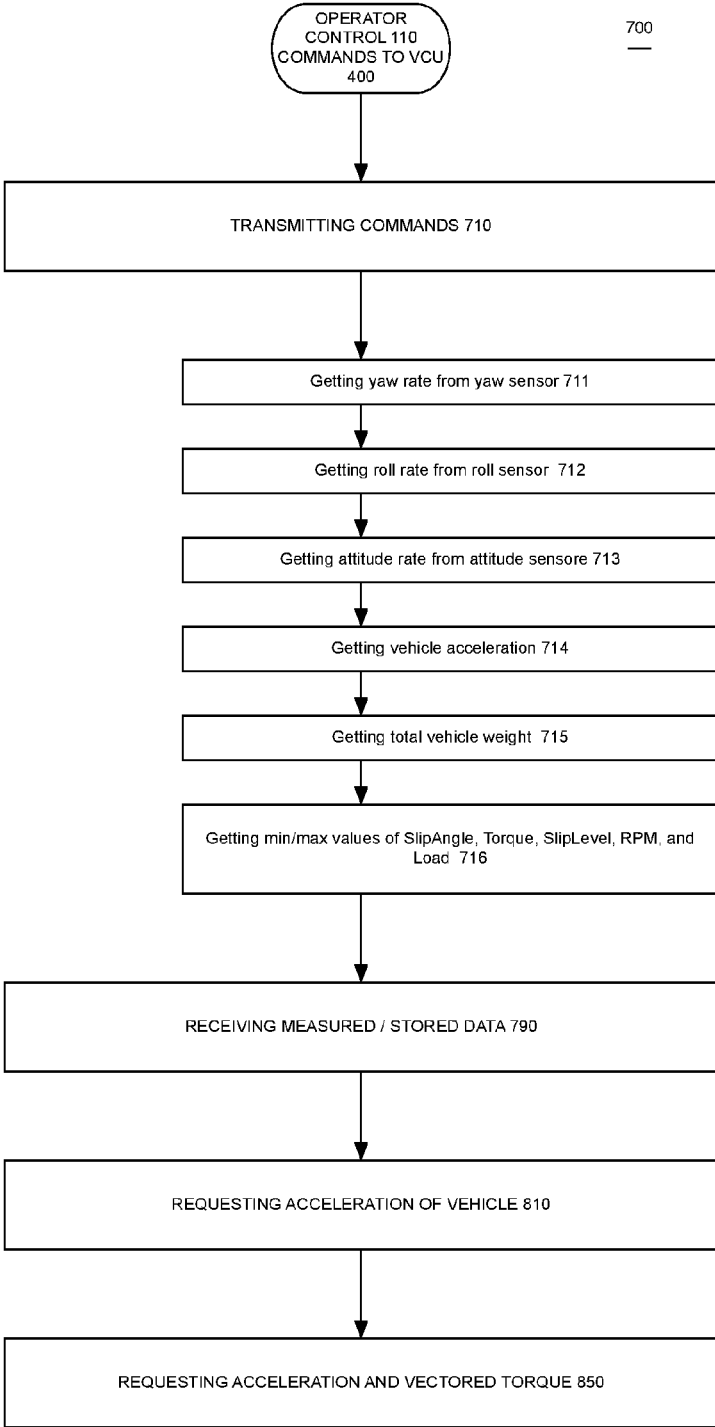 OPERATOR
CONTROL 110
COMMANDS TO VCU
400
700
TRANSMITTING COMMANDS 710
Getting yaw rate from yaw sensor 711
Getting roll rate from roll sensor 712
Getting attitude rate from attitude sensore 713
Getting vehicle acceleration 714
Getting total vehicle weight 715
Getting min/max values of SlipAngle, Torque, SlipLevel, RPM, and
Load 716
RECEIVING MEASURED / STORED DATA 790
REQUESTING ACCELERATION OF VEHICLE 810
REQUESTING ACCELERATION AND VECTORED TORQUE 850